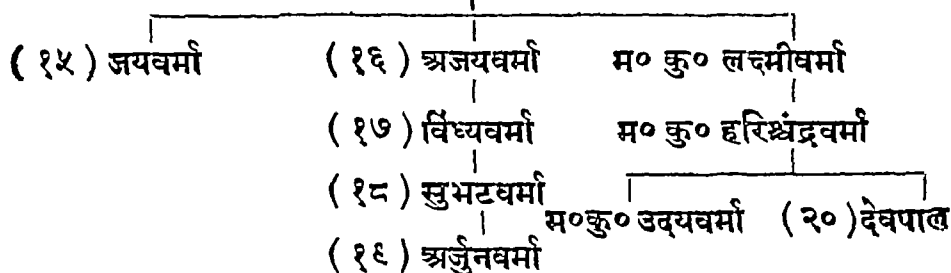 ( १५ ) जयवर्मा ( १६ ) अजयवर्मा म० कु० लक्ष्मीवर्मा
( १७ ) विंध्यवर्मा म० कु० हरिश्चंद्रवर्मा
( १८ ) सुभटवर्मा म०कु० उदयवर्मा ( २० ) देवपाल
( १९ ) अर्जुनवर्मा